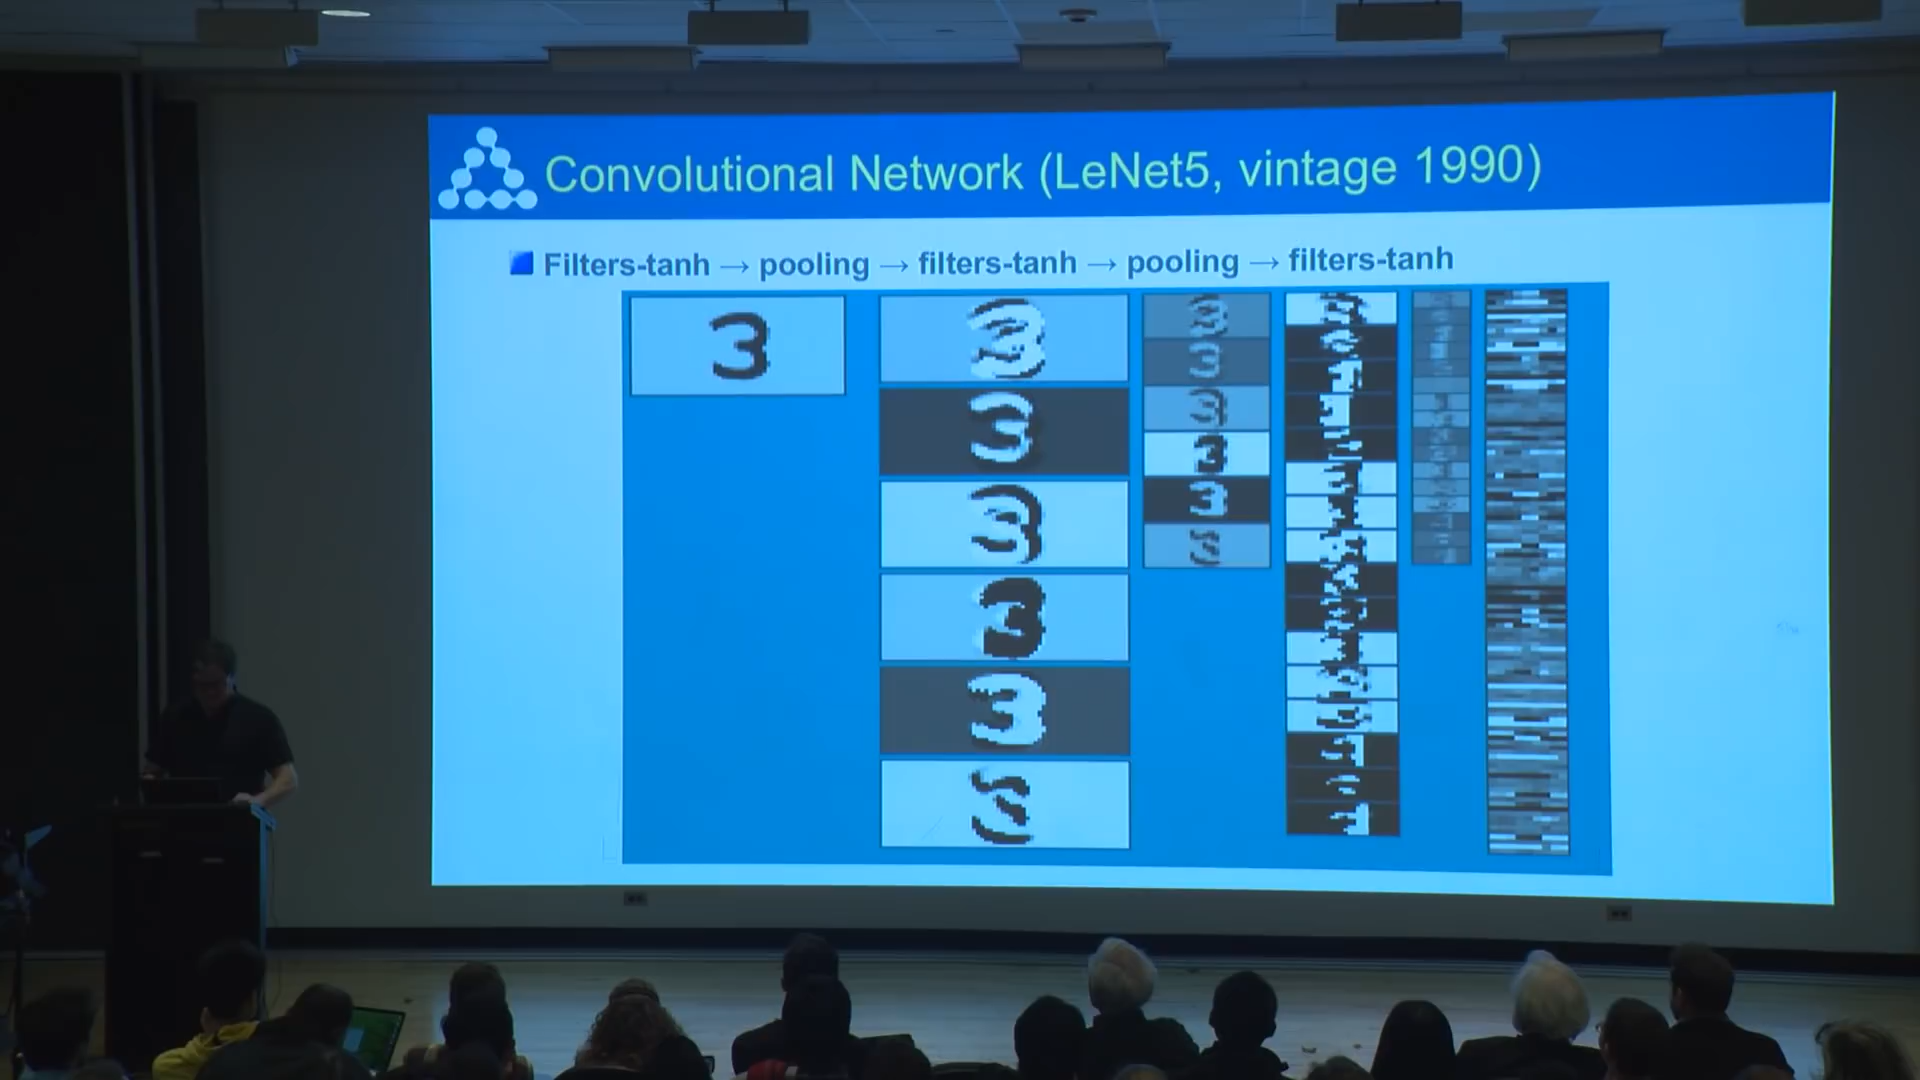 Convolutional Network (LeNet5, vintage 1990)
Filters-tanh → pooling → filters-tanh → pooling → filters-tanh
3